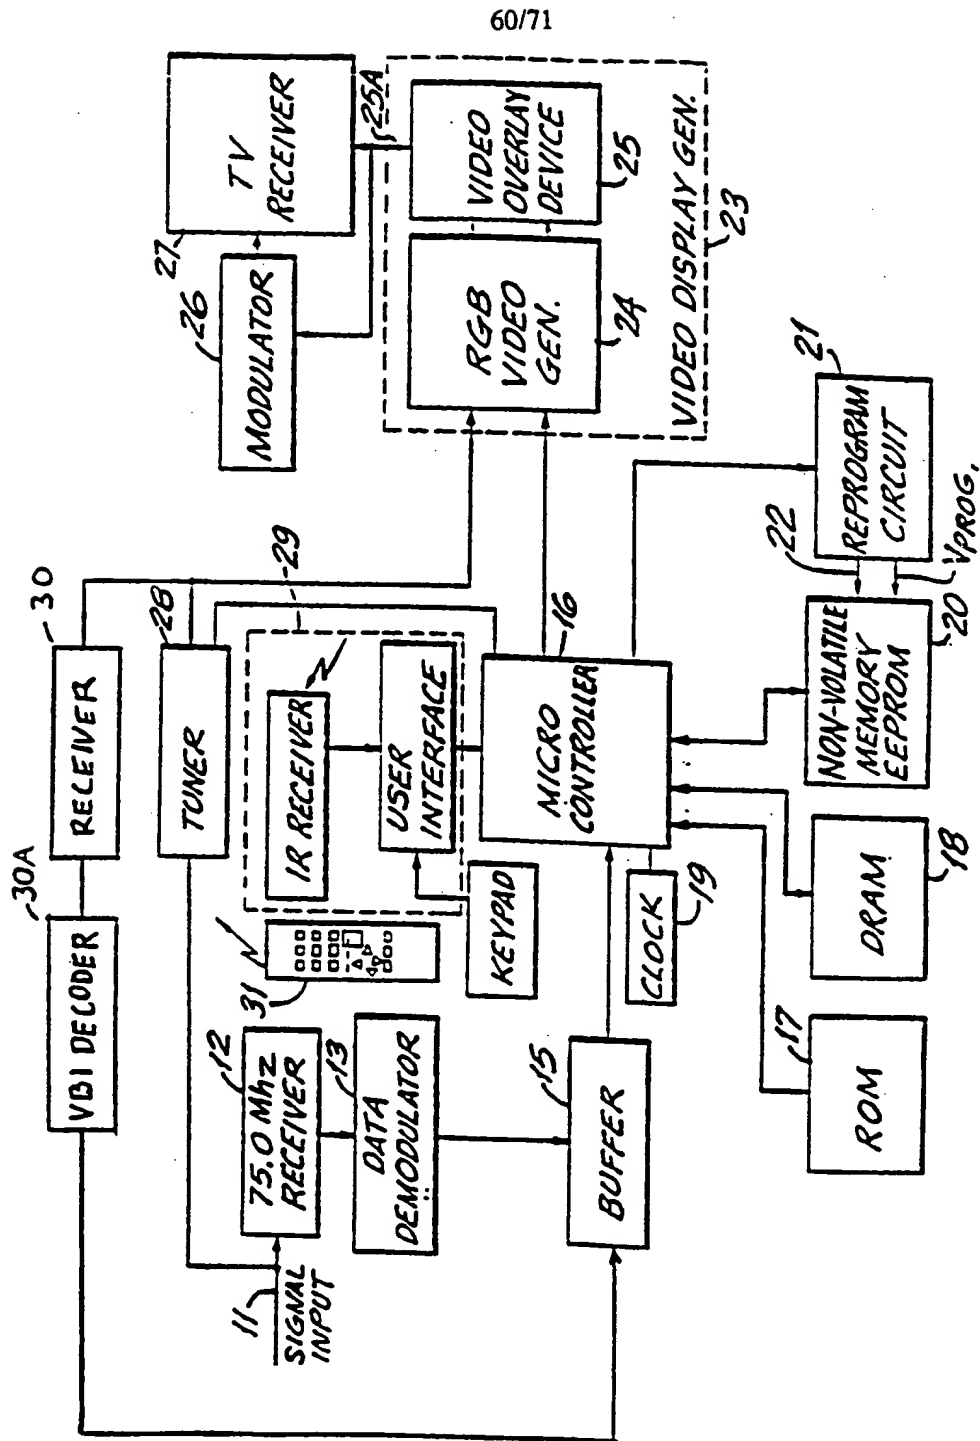 60/71
30A
VBI DECODER
30
RECEIVER
28
TUNER
26
MODULATOR
27
TV
RECEIVER
25A
11
SIGNAL
INPUT
12
75.0 Mhz
RECEIVER
13
DATA
DEMODULATOR
31
29
IR RECEIVER
USER
INTERFACE
KEYPAD
RGB
VIDEO
GEN.
24
VIDEO
OVERLAY
DEVICE
25
VIDEO DISPLAY GEN.
23
15
BUFFER
16
MICRO
CONTROLLER
CLOCK
19
17
ROM
DRAM
18
NON-VOLATILE
MEMORY
EEPROM
20
22
VPROG.
21
REPROGRAM
CIRCUIT